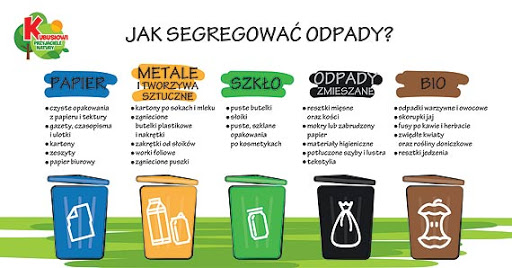 KUBUSIOWI
PRZYJACIELE
NATURY
JAK SEGREGOWAĆ ODPADY?
PAPIER
• czyste opakowania
z papieru i tektury
• gazety, czasopisma
i ulotki
• kartony
• zeszyty
• papier biurowy
METALE
I TWORZYWA
SZTUCZNE
• kartony po sokach i mleku
• zgniecione
butelki plastikowe
i nakrętki
• zakrętki od słoików
• worki foliowe
• zgniecione puszki
SZKŁO
• puste butelki
• słoiki
• puste, szklane
opakowania
po kosmetykach
ODPADY
ZMIESZANE
• resztki mięsne
oraz kości
• mokry lub zabrudzony
papier
• materiały higieniczne
• potłuczone szyby i lustra
• tekstylia
BIO
• odpadki warzywne i owocowe
• skorupki jaj
• fusy po kawie i herbacie
• zwiędłe kwiaty
oraz rośliny doniczkowe
• resztki jedzenia